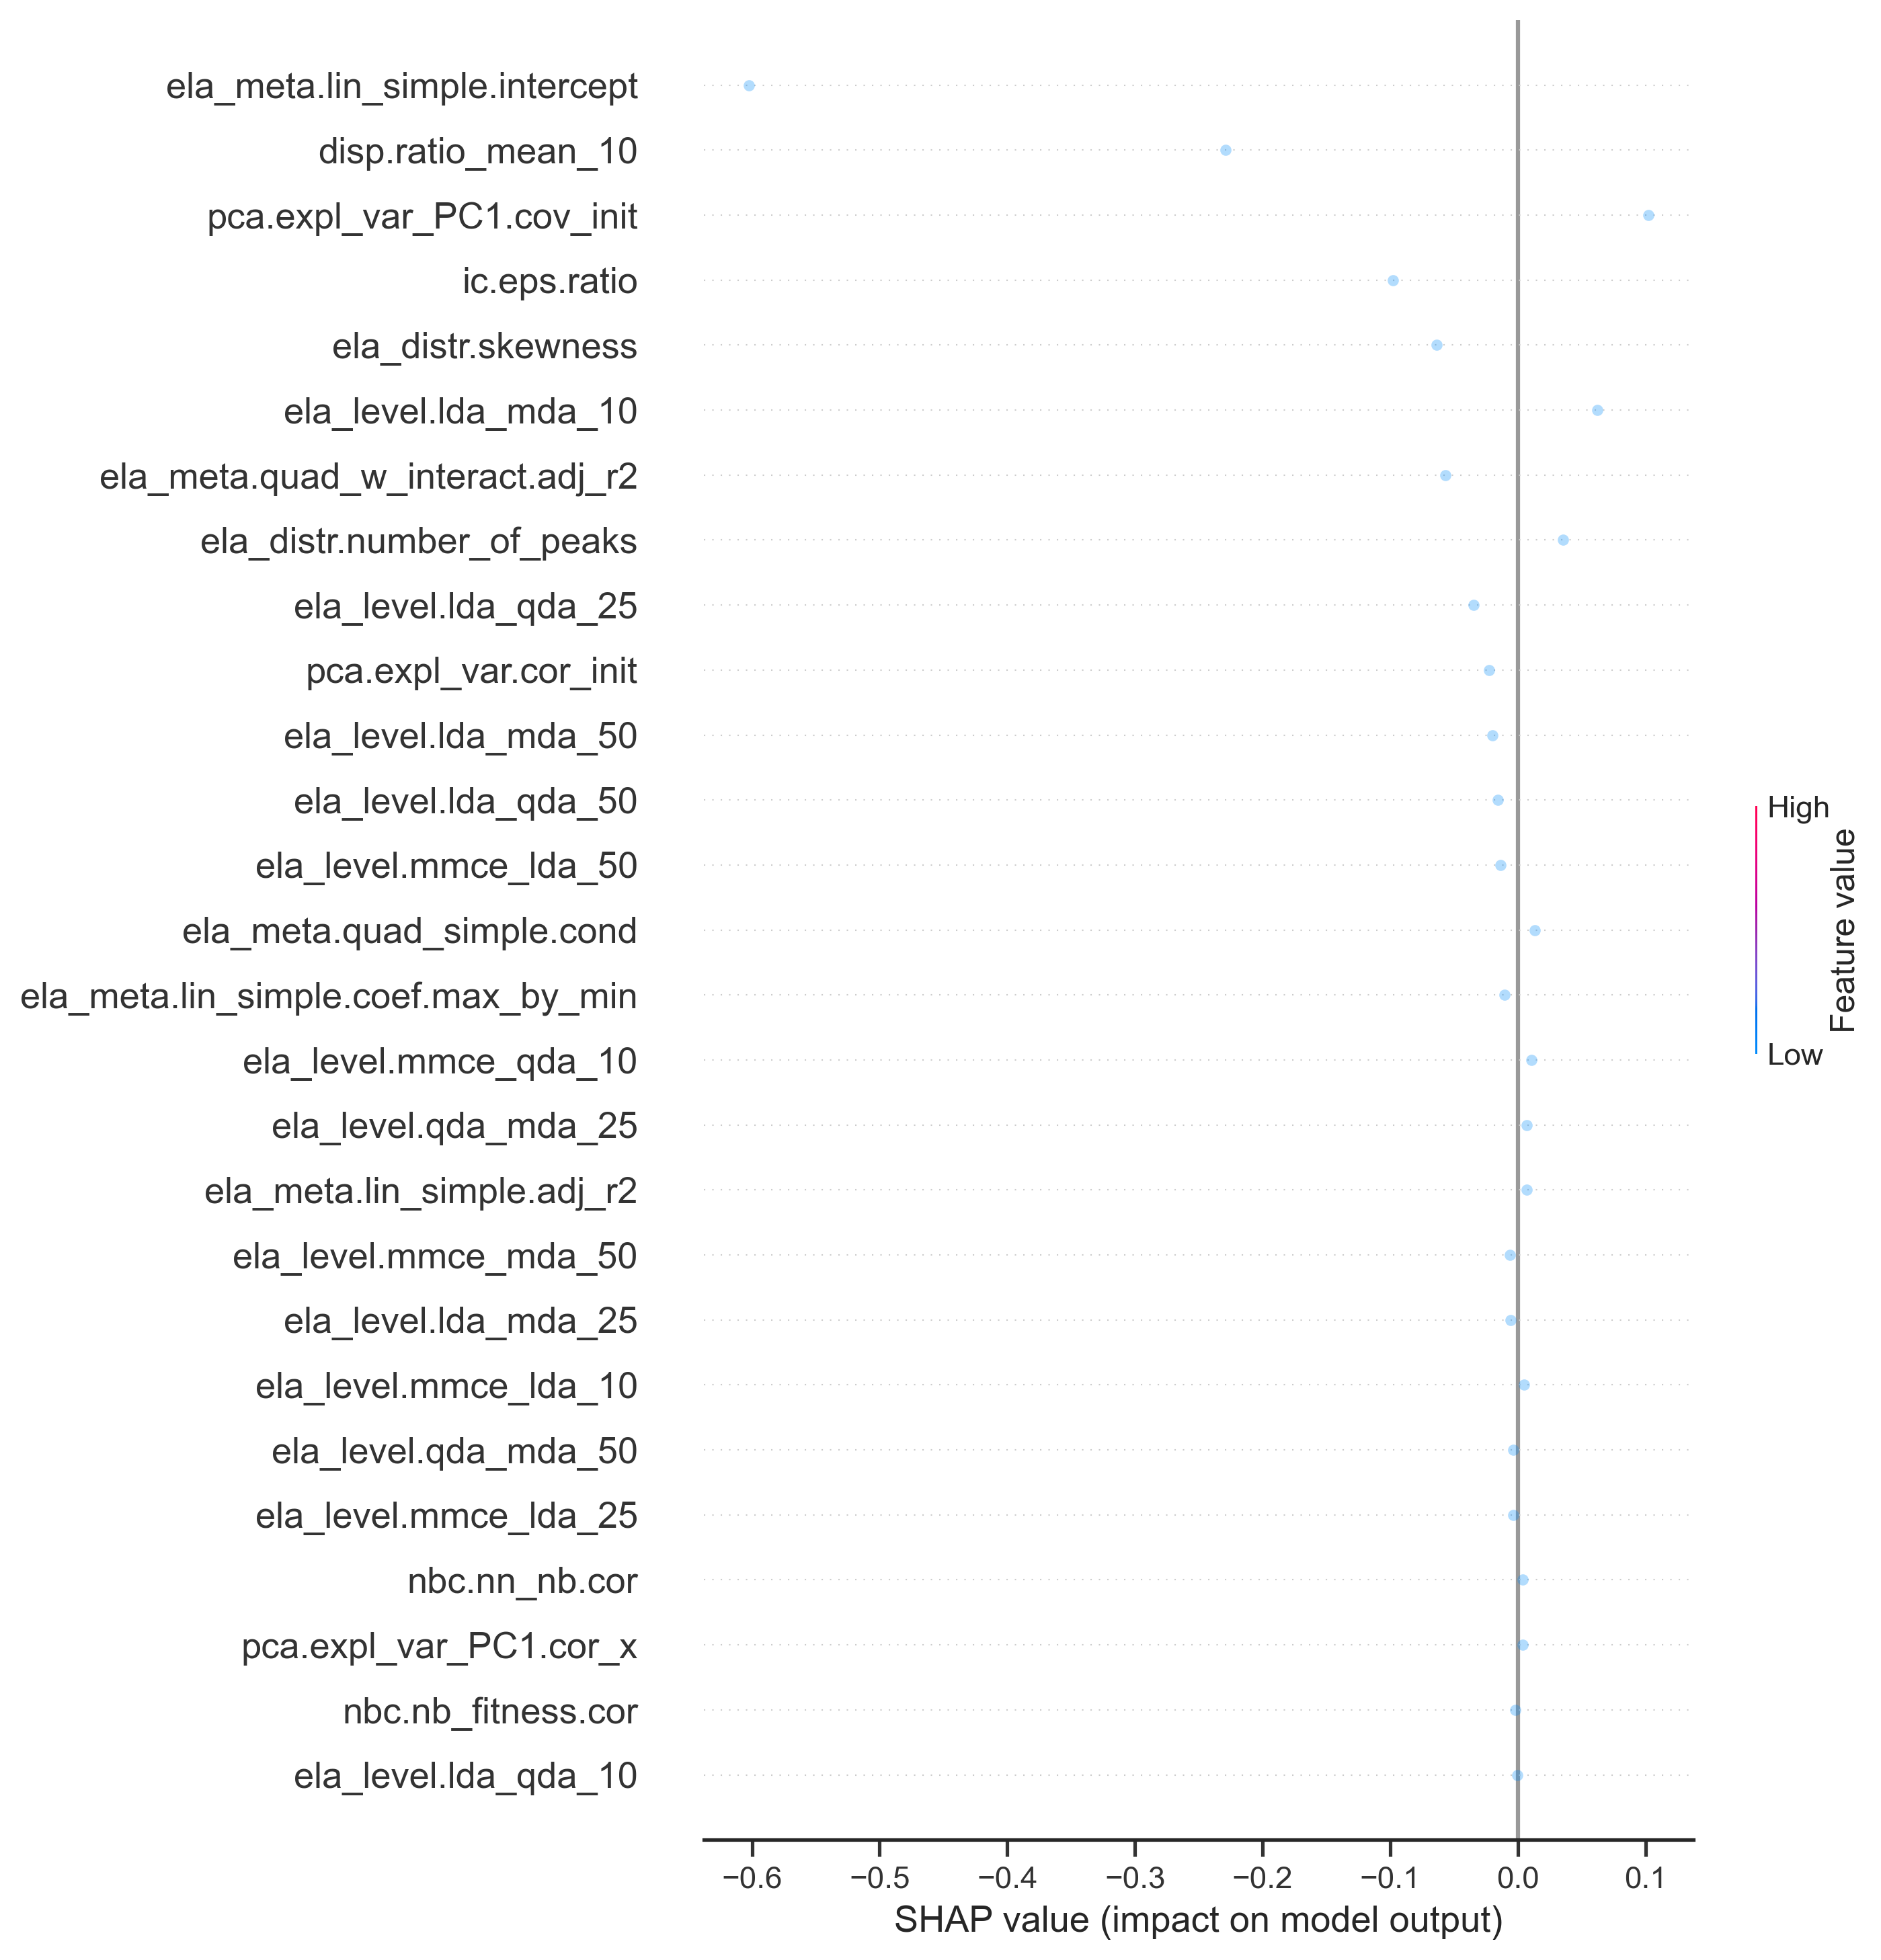 ela_meta.lin_simple.intercept
disp.ratio_mean_10
pca.expl_var_PC1.cov_init
ic.eps.ratio
ela_distr.skewness
ela_level.lda_mda_10
ela_meta.quad_w_interact.adj_r2
ela_distr.number_of_peaks
ela_level.lda_qda_25
pca.expl_var.cor_init
ela_level.lda_mda_50
ela_level.lda_qda_50
ela_level.mmce_lda_50
ela_meta.quad_simple.cond
ela_meta.lin_simple.coef.max_by_min
ela_level.mmce_qda_10
ela_level.qda_mda_25
ela_meta.lin_simple.adj_r2
ela_level.mmce_mda_50
ela_level.lda_mda_25
ela_level.mmce_lda_10
ela_level.qda_mda_50
ela_level.mmce_lda_25
nbc.nn_nb.cor
pca.expl_var_PC1.cor_x
nbc.nb_fitness.cor
ela_level.lda_qda_10
−0.6 −0.5 −0.4 −0.3 −0.2 −0.1 0.0 0.1
SHAP value (impact on model output)
High
Feature value
Low